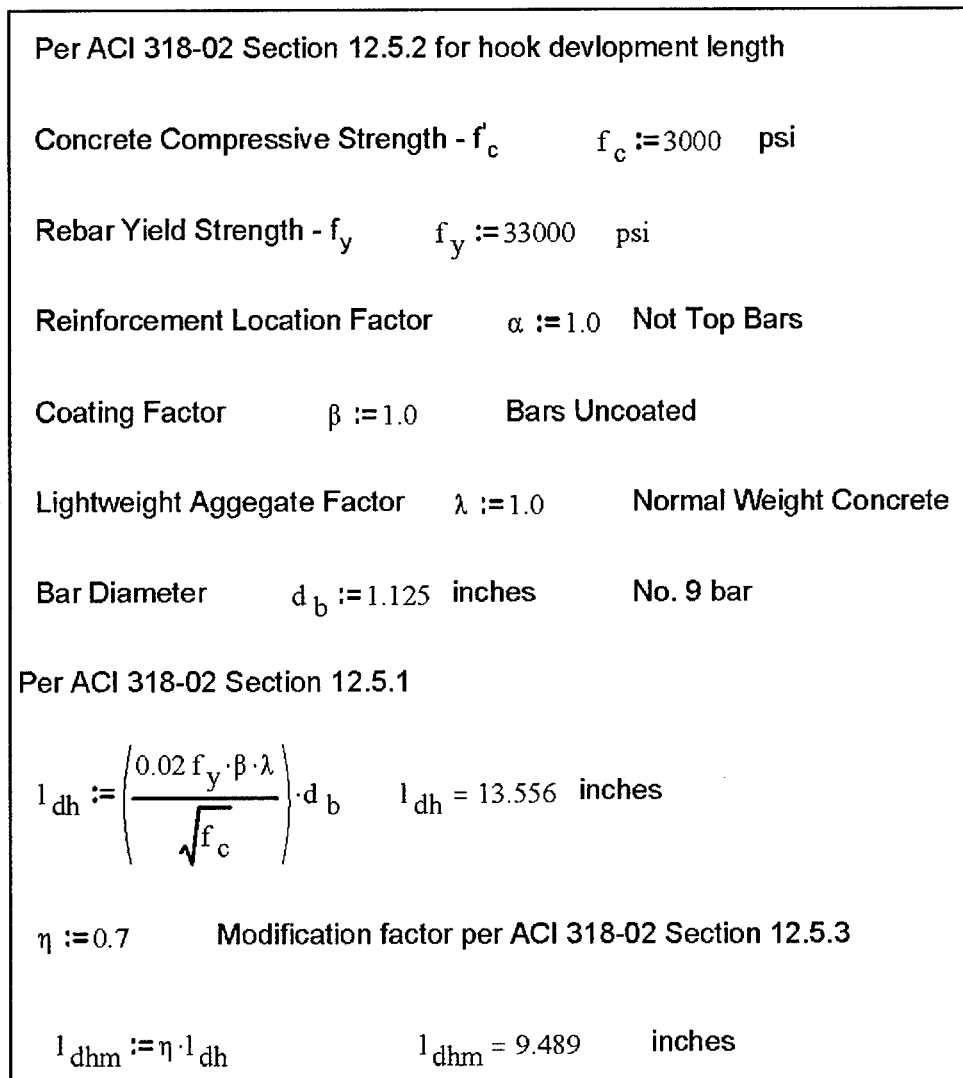 Per ACI 318-02 Section 12.5.2 for hook devlopment length
Concrete Compressive Strength - f'c f c := 3000 psi
Rebar Yield Strength - fy f y := 33000 psi
Reinforcement Location Factor α := 1.0 Not Top Bars
Coating Factor β := 1.0 Bars Uncoated
Lightweight Aggegate Factor λ := 1.0 Normal Weight Concrete
Bar Diameter d b := 1.125 inches No. 9 bar
Per ACI 318-02 Section 12.5.1
l dh := (0.02 f y · β · λ / √f c) · d b l dh = 13.556 inches
η := 0.7 Modification factor per ACI 318-02 Section 12.5.3
l dhm := η · l dh l dhm = 9.489 inches